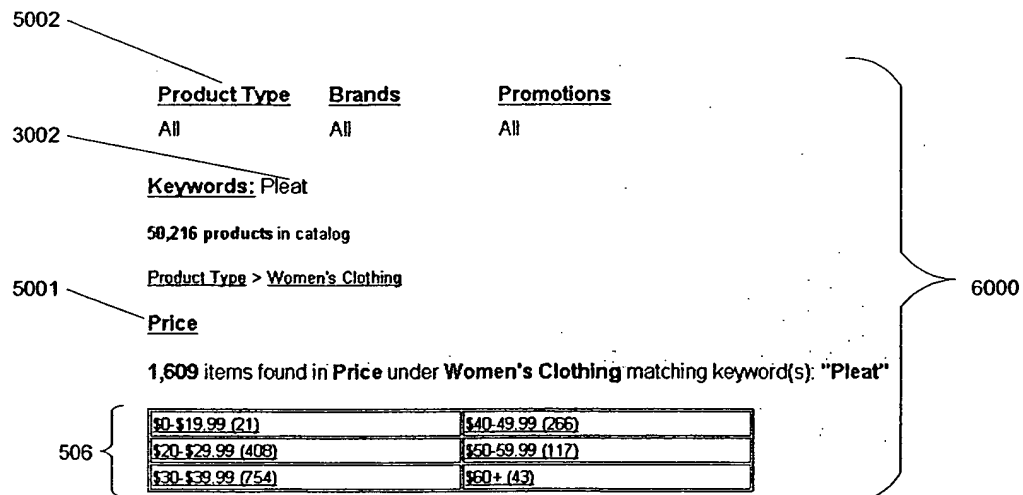 5002
Product Type Brands Promotions
All All All
3002
Keywords: Pleat
50,216 products in catalog
Product Type > Women's Clothing
5001
Price
6000
1,609 items found in Price under Women's Clothing matching keyword(s): "Pleat"
506
$0-$19.99 (21) $40-49.99 (266)
$20-$29.99 (408) $50-59.99 (117)
$30-$39.99 (754) $60+ (43)